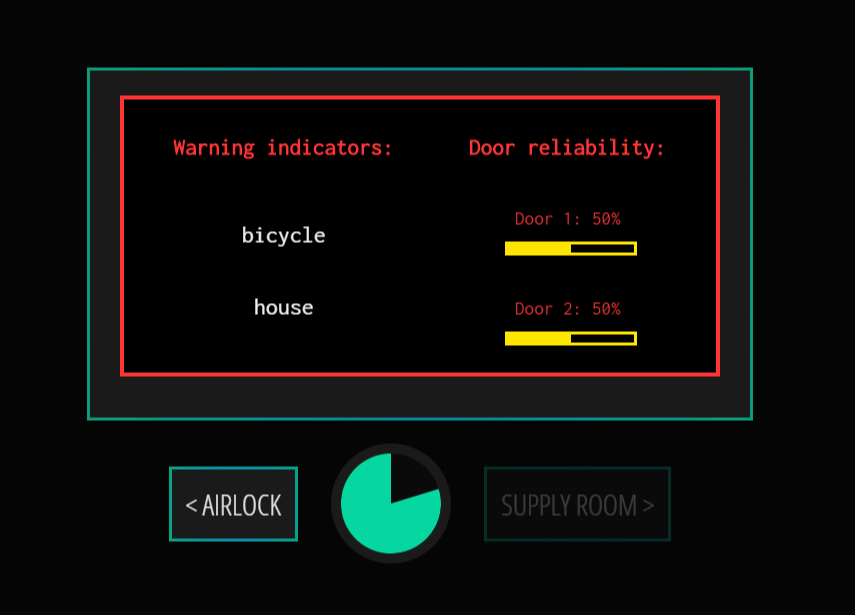 Warning indicators:
bicycle
house
Door reliability:
Door 1: 50%
Door 2: 50%
< AIRLOCK
SUPPLY ROOM >